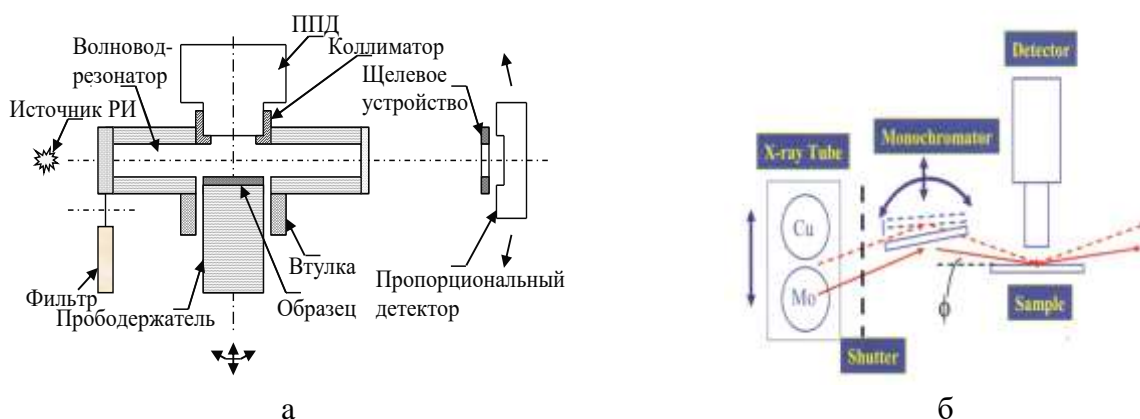 ППД
Волновод-
резонатор
Коллиматор
Щелевое
устройство
Источник РИ
Втулка
Фильтр
Прободержатель
Образец
Пропорциональный
детектор
а
Detector
Monochromator
X-ray Tube
Cu
Mo
ϕ
Sample
Shutter
б